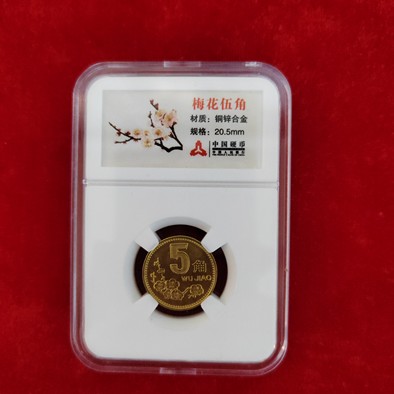 梅花伍角
材质：铜锌合金
规格：20.5mm
中国硬币
5角
WU JIAO